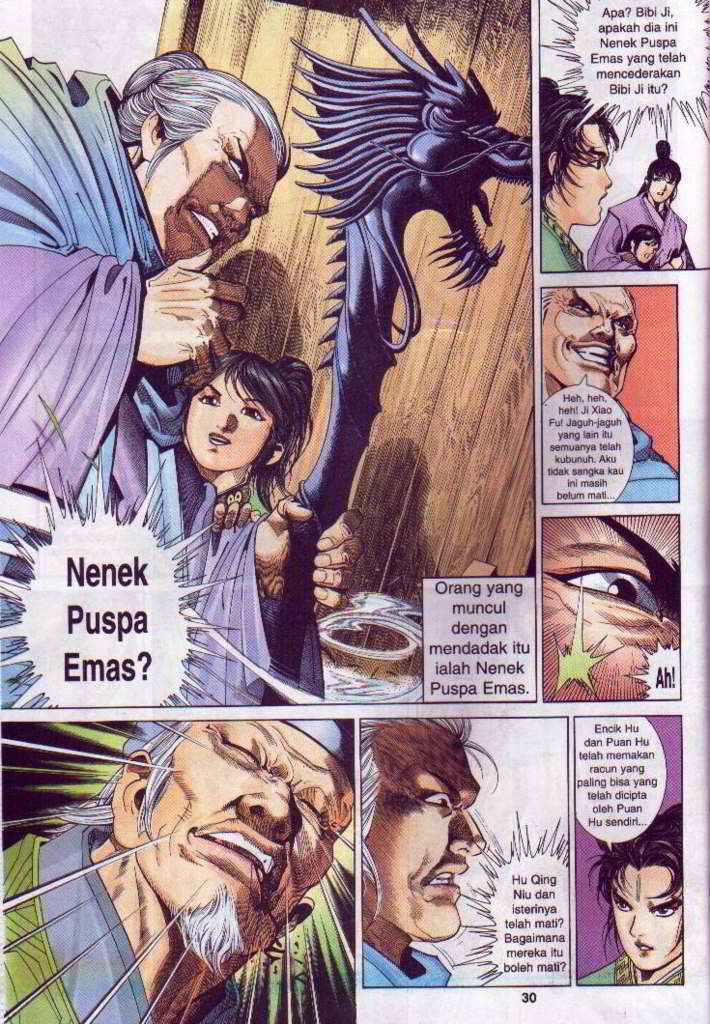 Nenek
Puspa
Emas?
Orang yang
muncul
dengan
mendadak itu
ialah Nenek
Puspa Emas.
Apa? Bibi Ji,
apakah dia ini
Nenek Puspa
Emas yang telah
mencederakan
Bibi Ji itu?
Heh, heh,
heh! Ji Xiao
Fu! Jaguh-jaguh
yang lain itu
semuanya telah
kubunuh. Aku
tidak sangka kau
ini masih
belum mati...
Ah!
Hu Qing
Niu dan
isterinya
telah mati?
Bagaimana
mereka itu
boleh mati?
Encik Hu
dan Puan Hu
telah memakan
racun yang
paling bisa yang
telah dicipta
oleh Puan
Hu sendiri...
30